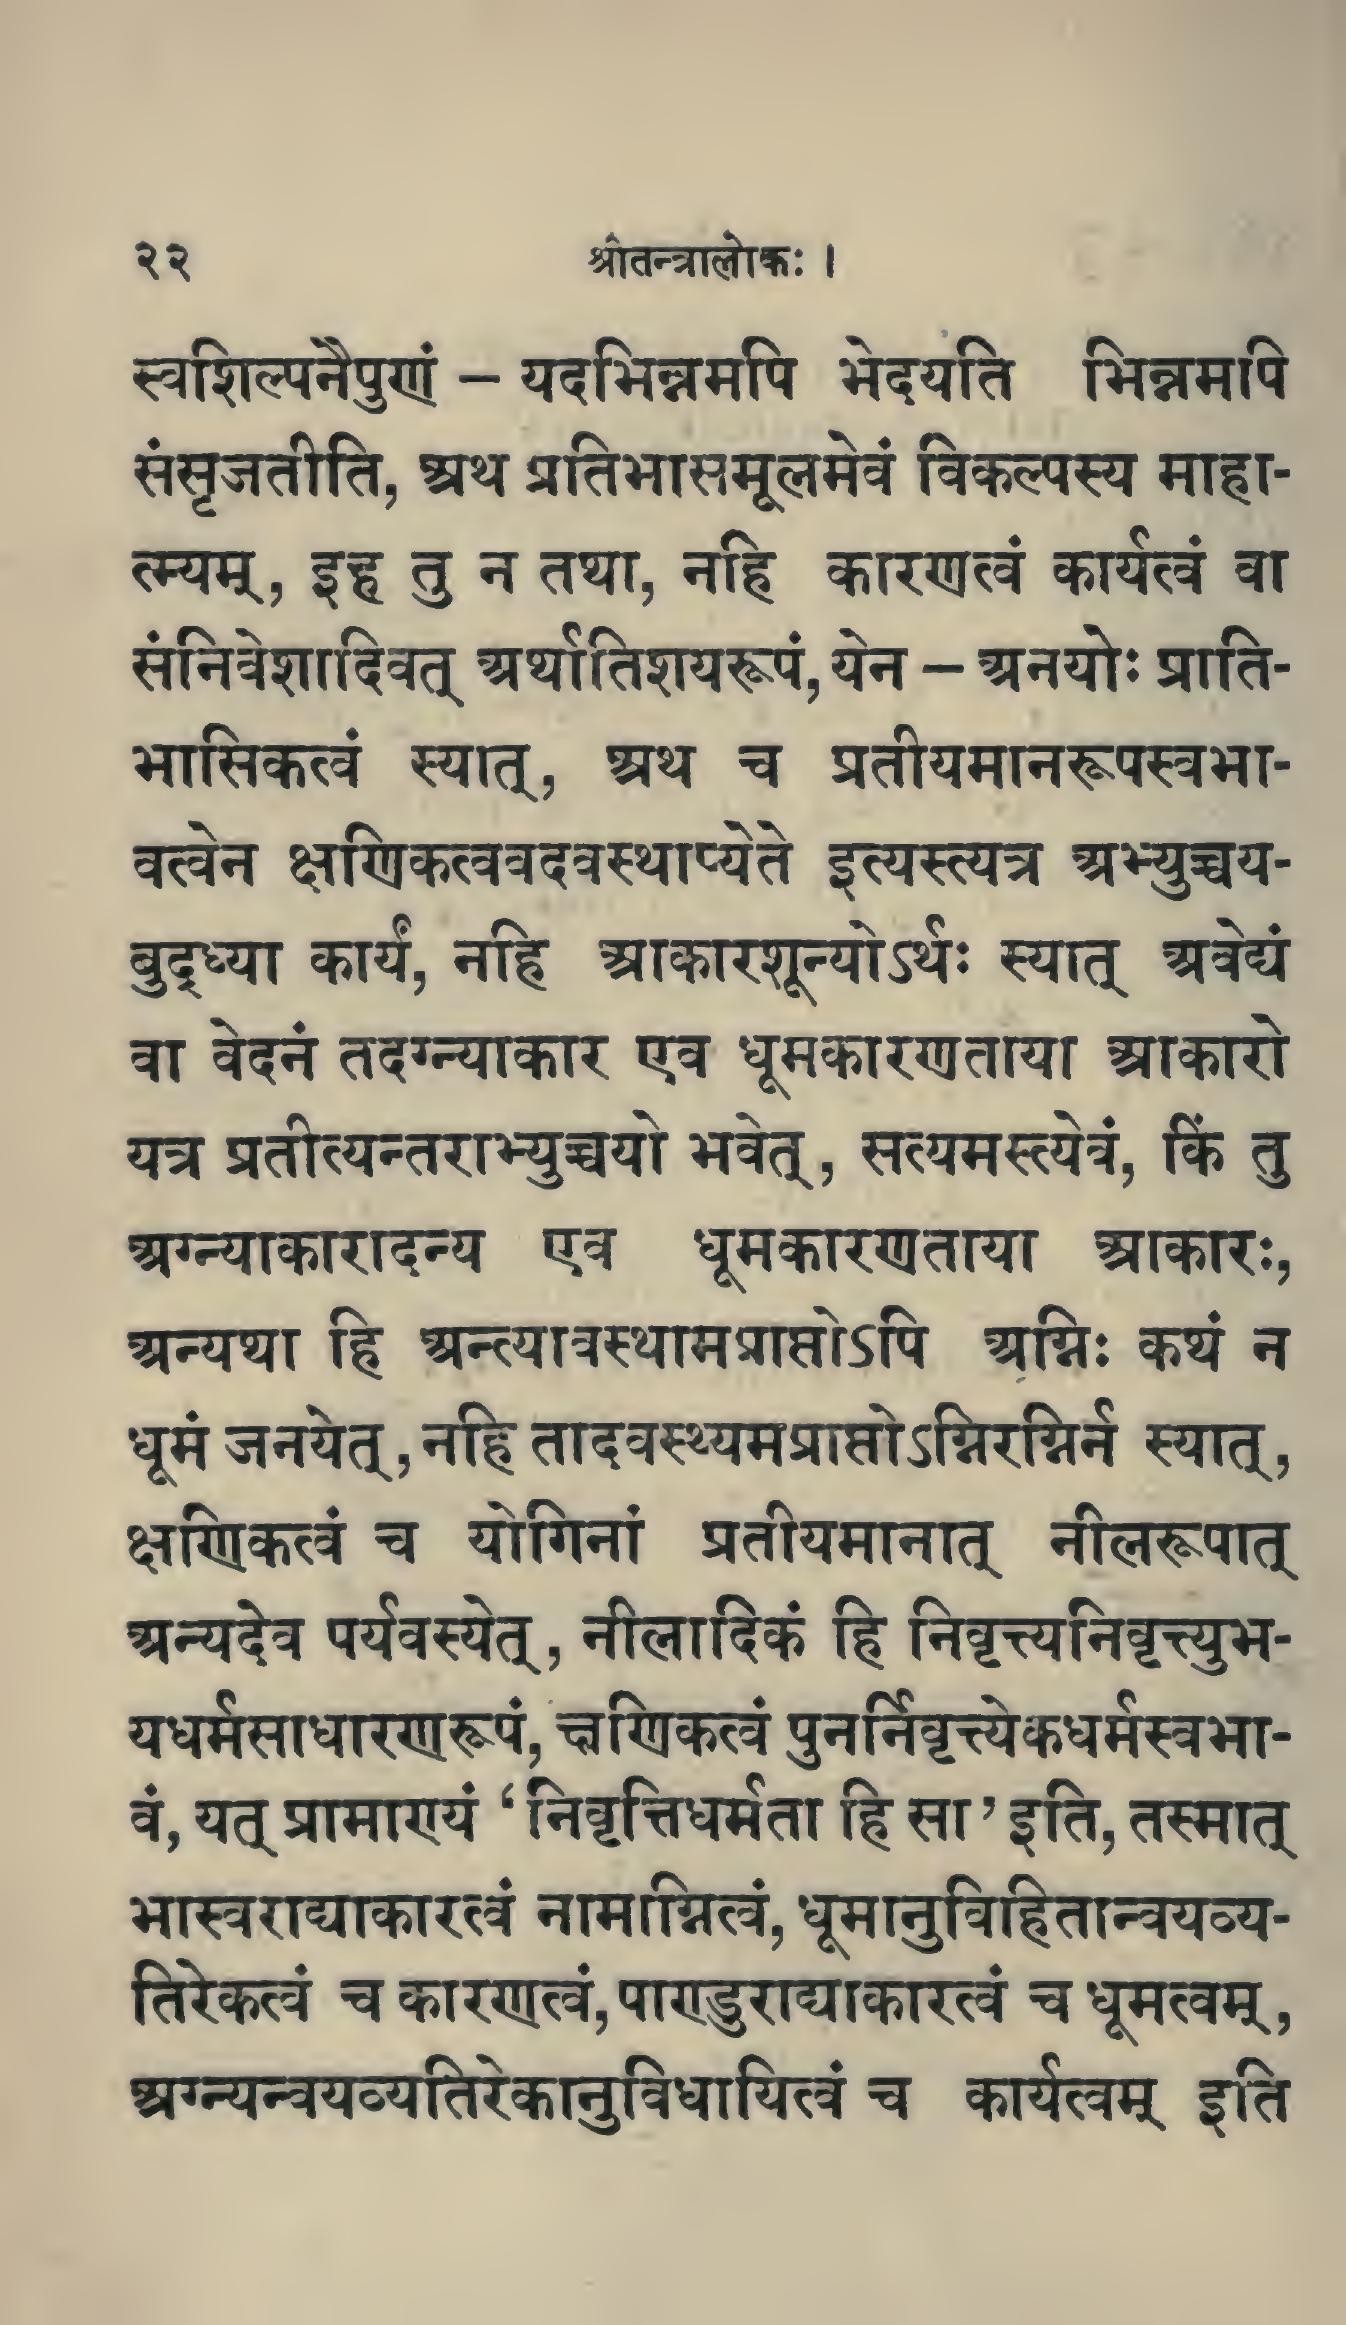 २२ श्रीतन्त्रालोकः ।
स्वशिल्पनैपुणं – यदभिन्नमपि भेदयति भिन्नमपि
संसृजतीति, अथ प्रतिभासमूलमेवं विकल्पस्य माहा-
त्म्यम्, इह तु न तथा, नहि कारणत्वं कार्यत्वं वा
संनिवेशादिवत् अर्थातिशयरूपं, येन – अनयोः प्राति-
भासिकत्वं स्यात्, अथ च प्रतीयमानरूपस्वभा-
वत्वेन क्षणिकत्ववदवस्थाप्येते इत्यस्त्यत्र अभ्युच्चय-
बुद्ध्या कार्यं, नहि आकारशून्योऽर्थः स्यात् अवेद्यं
वा वेदनं तदग्न्याकार एव धूमकारणताया आकारो
यत्र प्रतीत्यन्तराभ्युच्चयो भवेत्, सत्यमस्त्येवं, किं तु
अग्न्याकारादन्य एव धूमकारणताया आकारः,
अन्यथा हि अन्त्यावस्थामप्राप्तोऽपि अग्निः कथं न
धूमं जनयेत्, नहि तादवस्थ्यमप्राप्तोऽग्निरग्निर्न स्यात्,
क्षणिकत्वं च योगिनां प्रतीयमानात् नीलरूपात्
अन्यदेव पर्यवस्येत्, नीलादिकं हि निवृत्त्यनिवृत्त्युभ-
यधर्मसाधारणरूपं, क्षणिकत्वं पुनर्निवृत्त्येकधर्मस्वभा-
वं, यत् प्रामाण्यं ‘निवृत्तिधर्मता हि सा’ इति, तस्मात्
भास्वराद्याकारत्वं नामाग्नित्वं, धूमानुविहितान्वयव्य-
तिरेकत्वं च कारणत्वं, पाण्डुराद्याकारत्वं च धूमत्वम्,
अग्न्यन्वयव्यतिरेकानुविधायित्वं च कार्यत्वम् इति